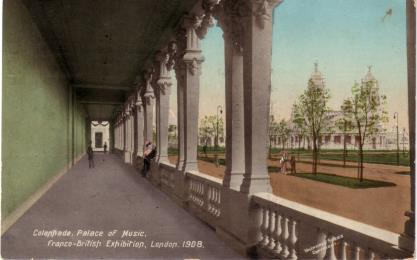 Colonnade, Palace of Music,
Franco-British Exhibition, London. 1908.